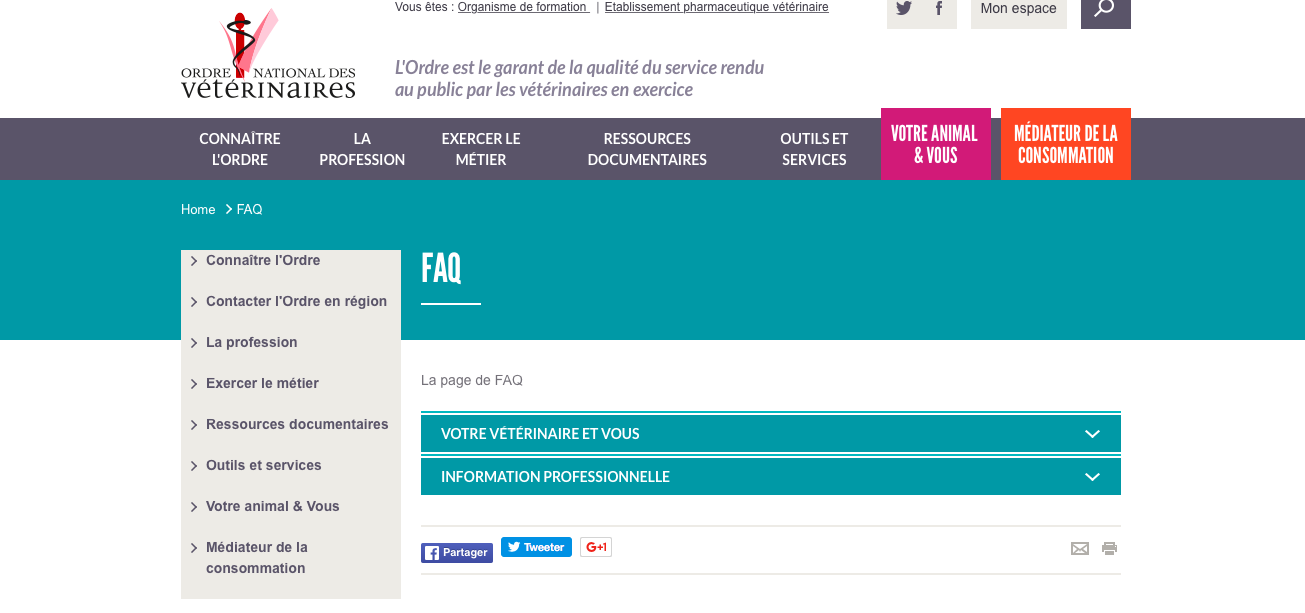 Vous êtes : Organisme de formation | Etablissement pharmaceutique vétérinaire
Mon espace
ORDRE NATIONAL DES
vétérinaires
L'Ordre est le garant de la qualité du service rendu
au public par les vétérinaires en exercice
CONNAÎTRE
L'ORDRE
LA
PROFESSION
EXERCER LE
MÉTIER
RESSOURCES
DOCUMENTAIRES
OUTILS ET
SERVICES
VOTRE ANIMAL
& VOUS
MÉDIATEUR DE LA
CONSOMMATION
Home > FAQ
Connaître l'Ordre
Contacter l'Ordre en région
La profession
Exercer le métier
Ressources documentaires
Outils et services
Votre animal & Vous
Médiateur de la
consommation
FAQ
La page de FAQ
VOTRE VÉTÉRINAIRE ET VOUS
INFORMATION PROFESSIONNELLE
Partager
Tweeter
G+1